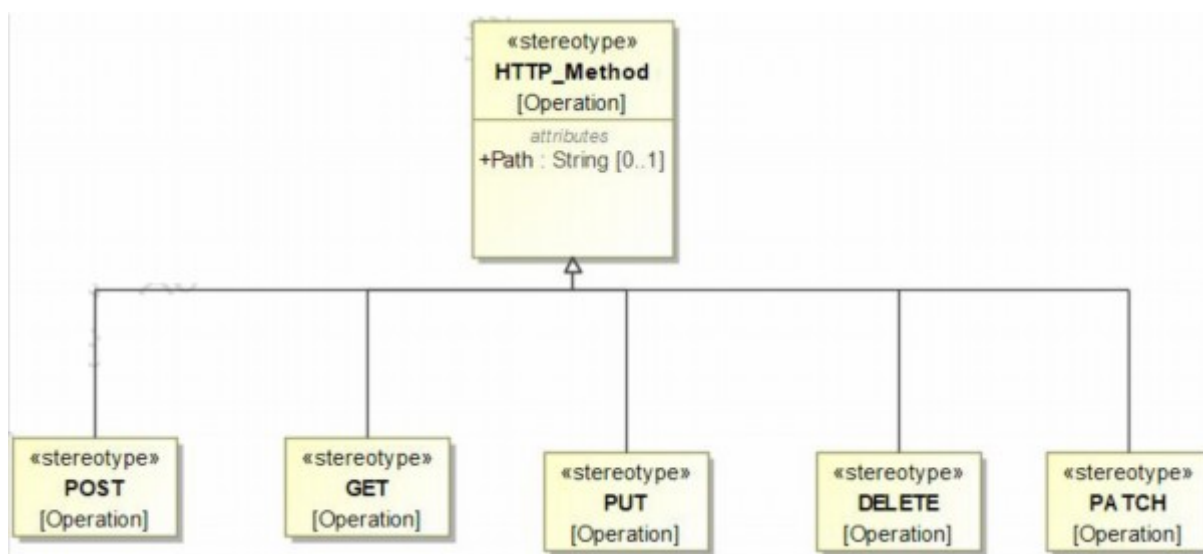 «stereotype»
HTTP_Method
[Operation]
attributes
+Path : String [0..1]
«stereotype»
POST
[Operation]
«stereotype»
GET
[Operation]
«stereotype»
PUT
[Operation]
«stereotype»
DELETE
[Operation]
«stereotype»
PATCH
[Operation]